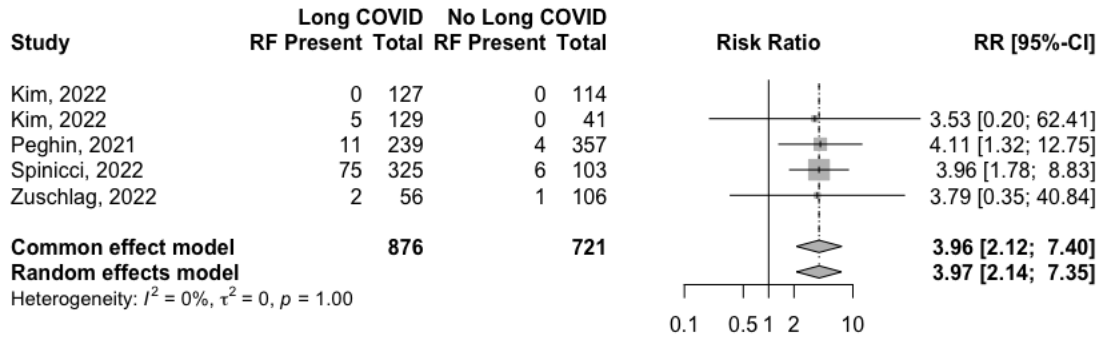 Long COVID No Long COVID
Study RF Present Total RF Present Total Risk Ratio RR [95%-CI]
Kim, 2022 0 127 0 114
Kim, 2022 5 129 0 41 3.53 [0.20; 62.41]
Peghin, 2021 11 239 4 357 4.11 [1.32; 12.75]
Spinicci, 2022 75 325 6 103 3.96 [1.78; 8.83]
Zuschlag, 2022 2 56 1 106 3.79 [0.35; 40.84]
Common effect model 876 721 3.96 [2.12; 7.40]
Random effects model 3.97 [2.14; 7.35]
Heterogeneity: I² = 0%, τ² = 0, p = 1.00
0.1 0.5 1 2 10